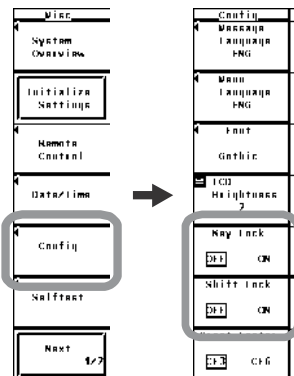 Misc
System
Overview
Initialize
Settings
Remote
Control
Date/Time
Config
Selftest
Next
1/2
Config
Message
Language
ENG
Menu
Language
ENG
Font
Gothic
LCD
Brightness
2
Key Lock
OFF ON
Shift Lock
OFF ON